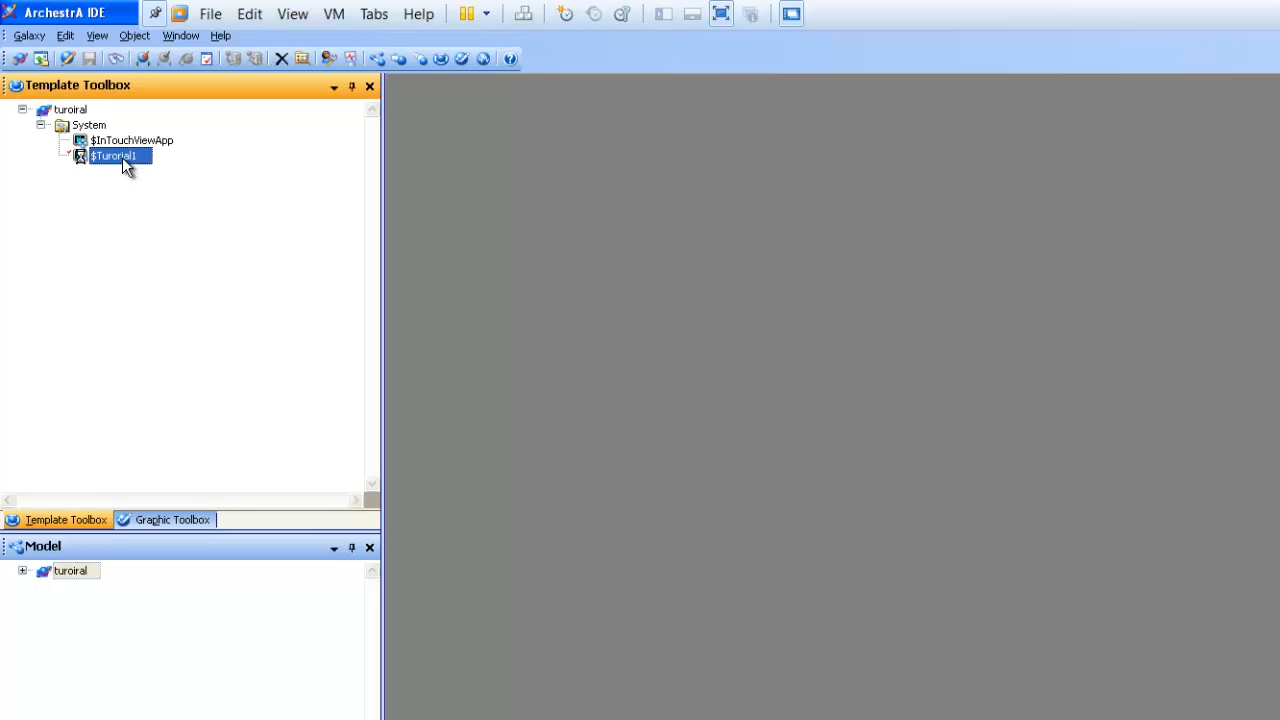 ArchestrA IDE
File Edit View VM Tabs Help
Galaxy Edit View Object Window Help
Template Toolbox
turoiral
System
$InTouchViewApp
$Turorial1
Template Toolbox Graphic Toolbox
Model
turoiral